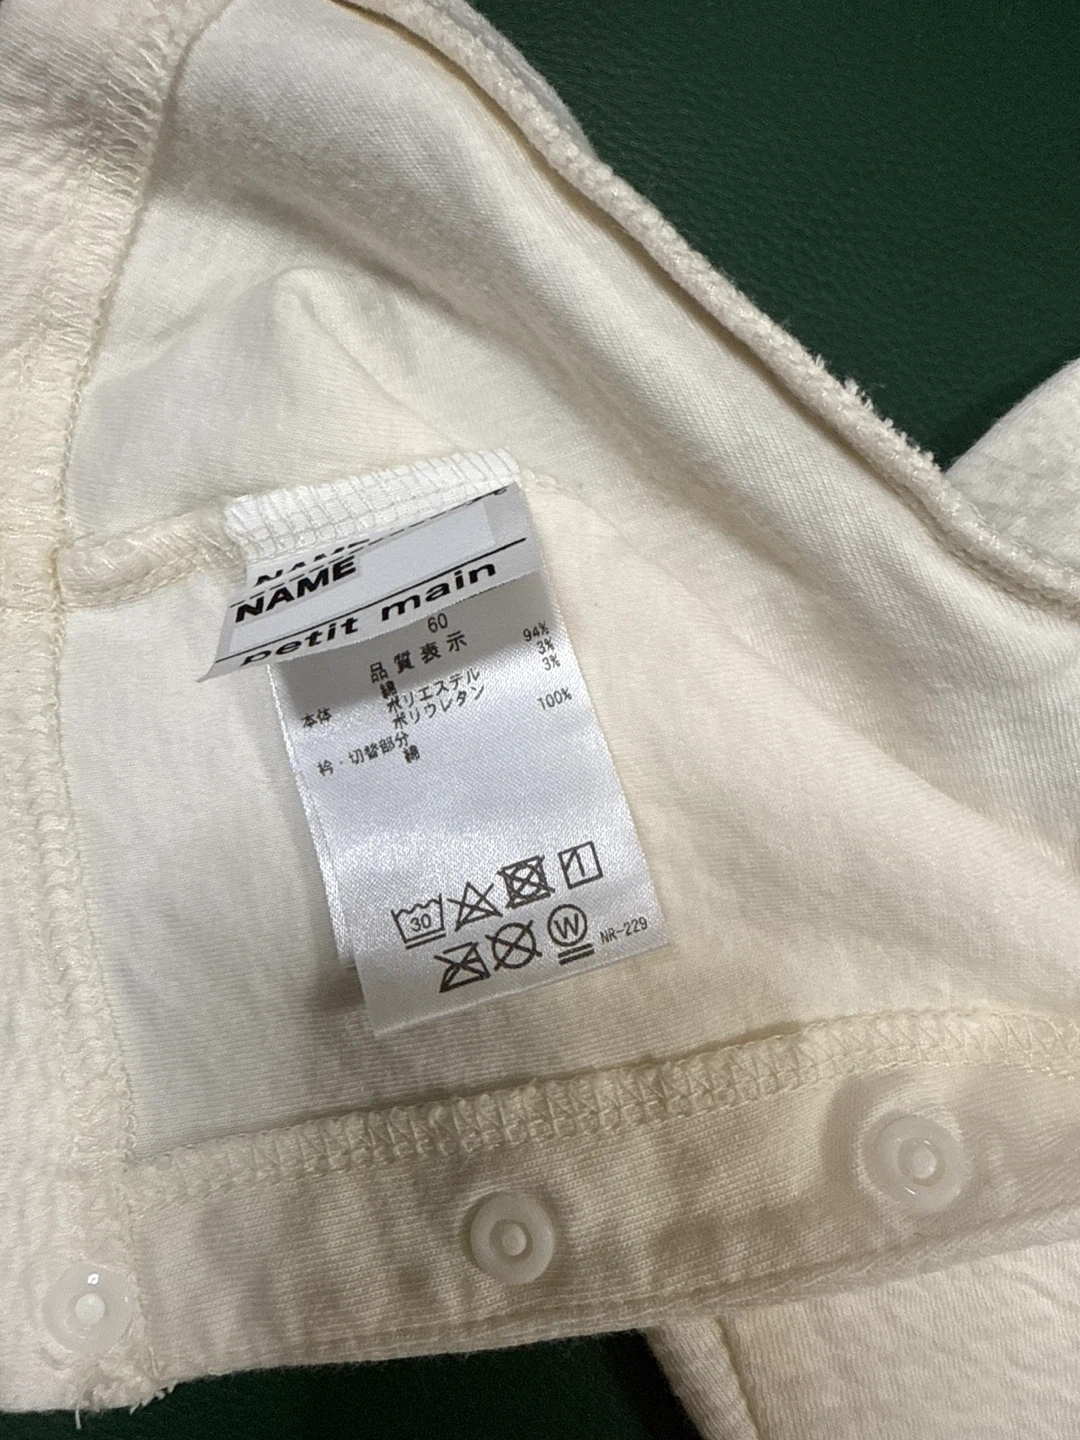 NAME
NAME
petit main
60
品質表示
本体
綿 94%
ポリエステル 3%
ポリウレタン 3%
衿・切替部分
綿 100%
30
W NR-229